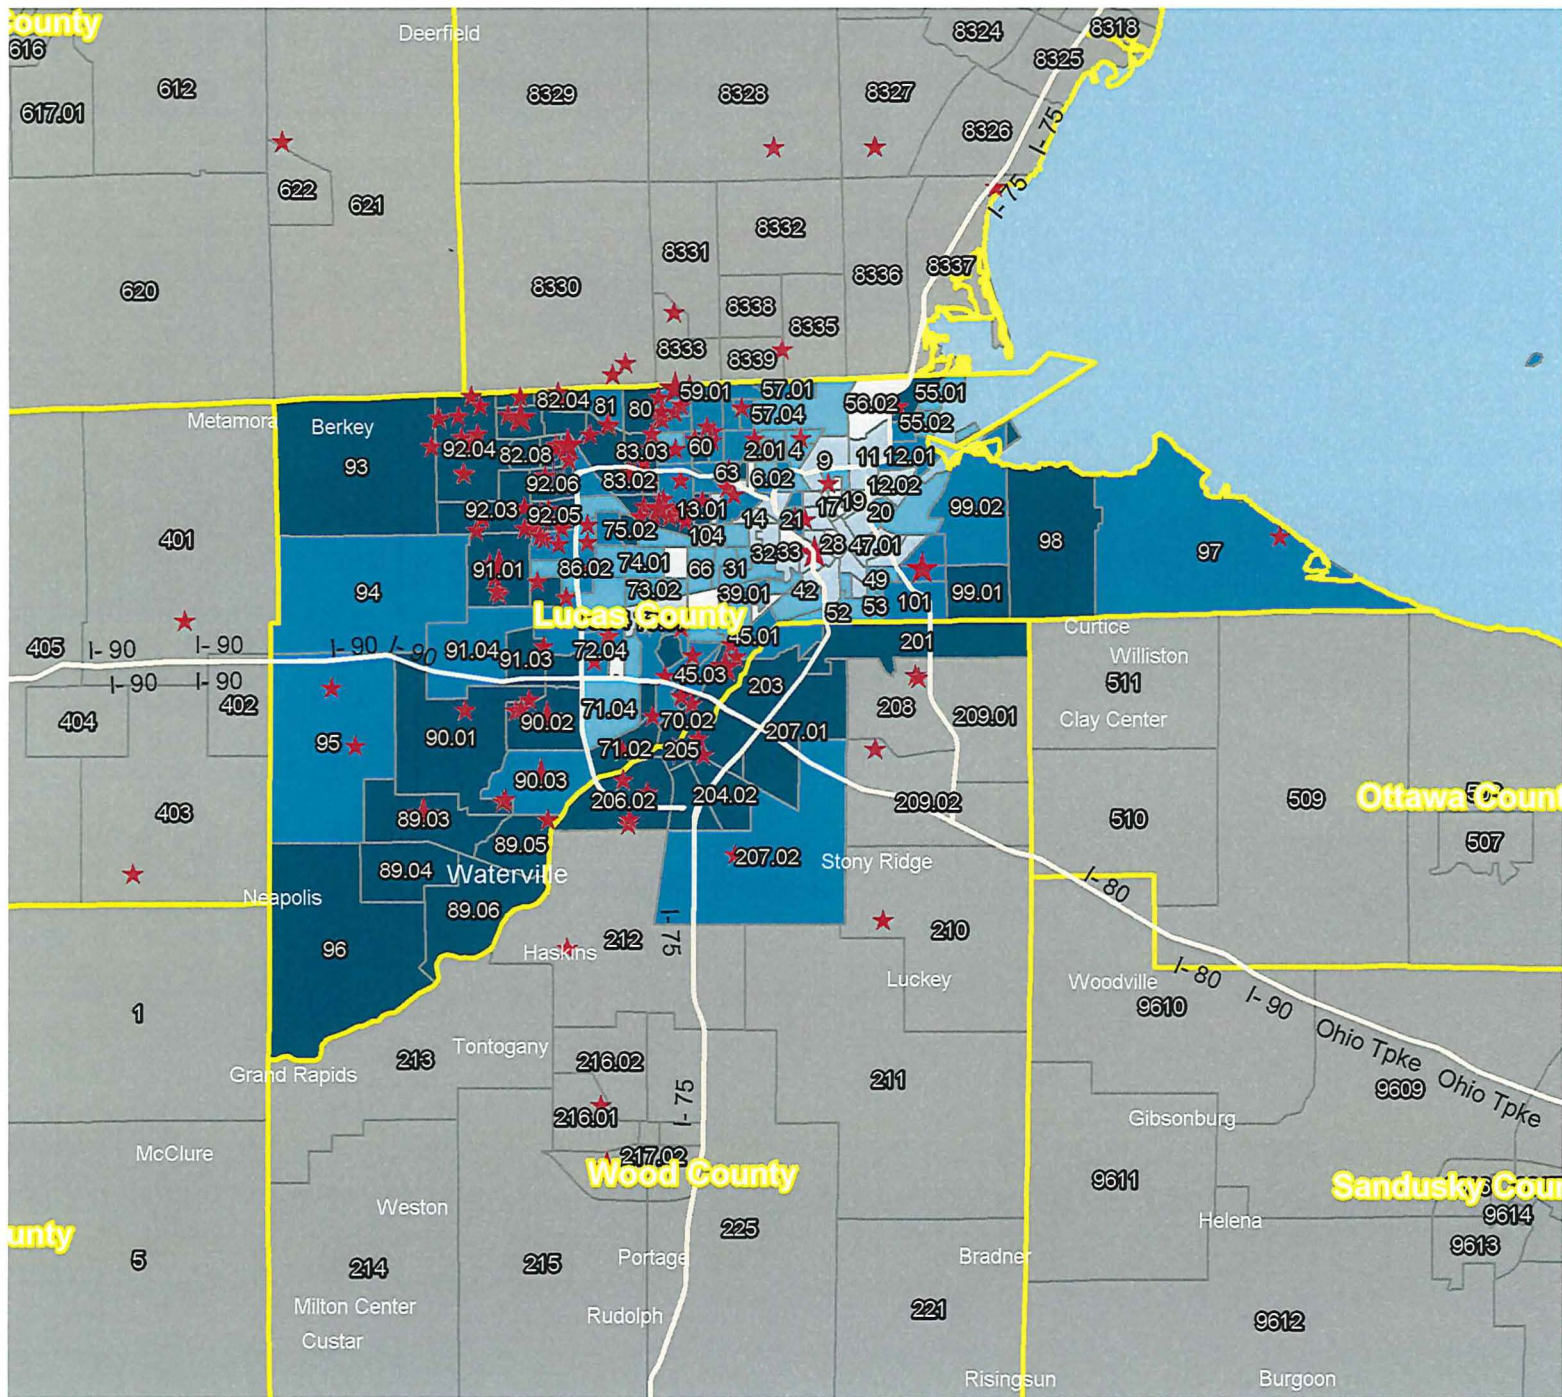 County
616
612
617.01
Deerfield
8329
8328
8327
8324
8318
8325
8326
I-75
I-75
622
621
620
8330
8331
8332
8336
8337
8338
8335
8333
8339
Metamora
Berkey
93
82.04
81
80
59.01
57.01
57.04
56.02
55.01
55.02
92.04
82.08
83.03
60
2.01
4
9
11
12.01
92.06
83.02
63
6.02
12.02
92.03
92.05
75.02
13.01
14
21
17
19
20
104
99.02
98
97
401
94
91.01
86.02
74.01
66
31
32
33
28
47.01
73.02
39.01
42
49
53
52
101
99.01
Lucas County
405
I-90
I-90
I-90
I-90
I-90
I-90
404
402
91.04
91.03
72.04
45.01
45.03
201
203
Curtice
Williston
511
Clay Center
95
90.01
90.02
71.04
70.02
71.02
205
207.01
208
209.01
403
90.03
206.02
204.02
209.02
89.03
89.05
89.04
89.06
Waterville
207.02
Stony Ridge
510
509
Ottawa Count
507
Neapolis
96
Haskins
212
I-75
210
Luckey
I-80
I-80
I-90
Woodville
9610
Ohio Tpke
Ohio Tpke
9609
1
213
Grand Rapids
Tontogany
216.02
216.01
I-75
211
217.02
Wood County
McClure
Gibsonburg
9611
Sandusky Coun
9614
9613
Helena
Weston
unty
5
214
215
Portage
225
Bradner
Milton Center
Custar
Rudolph
221
9612
Risingsun
Burgoon